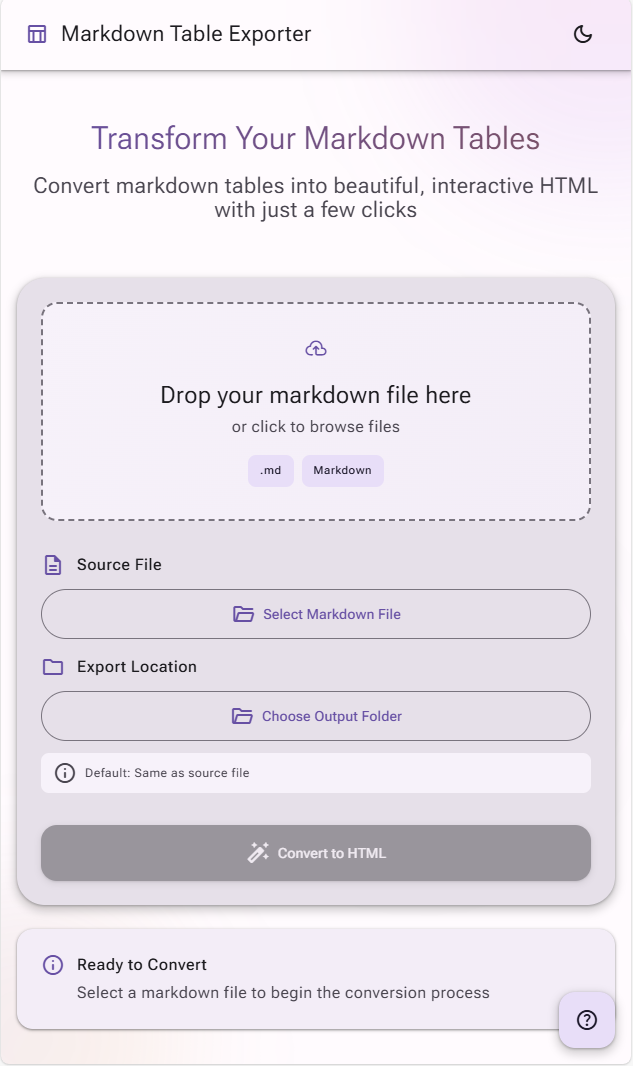 Markdown Table Exporter
Transform Your Markdown Tables
Convert markdown tables into beautiful, interactive HTML
with just a few clicks
Drop your markdown file here
or click to browse files
.md Markdown
Source File
Select Markdown File
Export Location
Choose Output Folder
Default: Same as source file
Convert to HTML
Ready to Convert
Select a markdown file to begin the conversion process